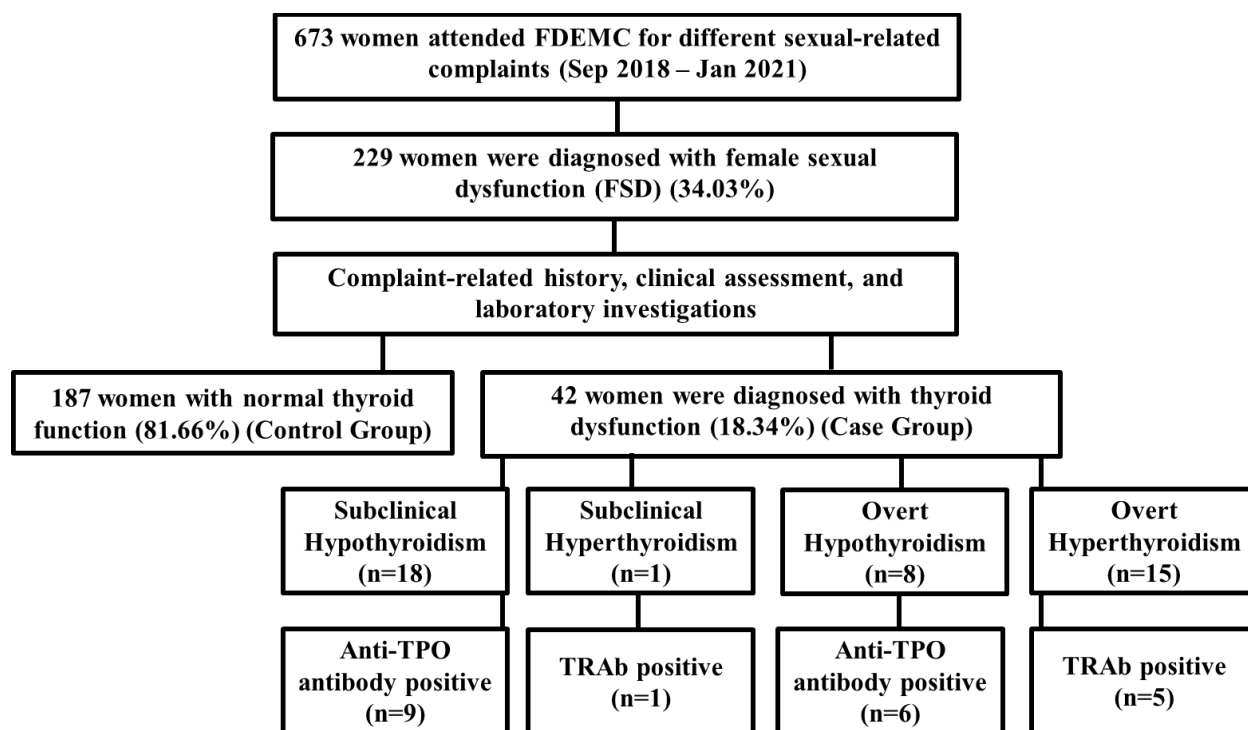 673 women attended FDEMC for different sexual-related
complaints (Sep 2018 – Jan 2021)
229 women were diagnosed with female sexual
dysfunction (FSD) (34.03%)
Complaint-related history, clinical assessment, and
laboratory investigations
187 women with normal thyroid
function (81.66%) (Control Group)
42 women were diagnosed with thyroid
dysfunction (18.34%) (Case Group)
Subclinical
Hypothyroidism
(n=18)
Subclinical
Hyperthyroidism
(n=1)
Overt
Hypothyroidism
(n=8)
Overt
Hyperthyroidism
(n=15)
Anti-TPO
antibody positive
(n=9)
TRAb positive
(n=1)
Anti-TPO
antibody positive
(n=6)
TRAb positive
(n=5)